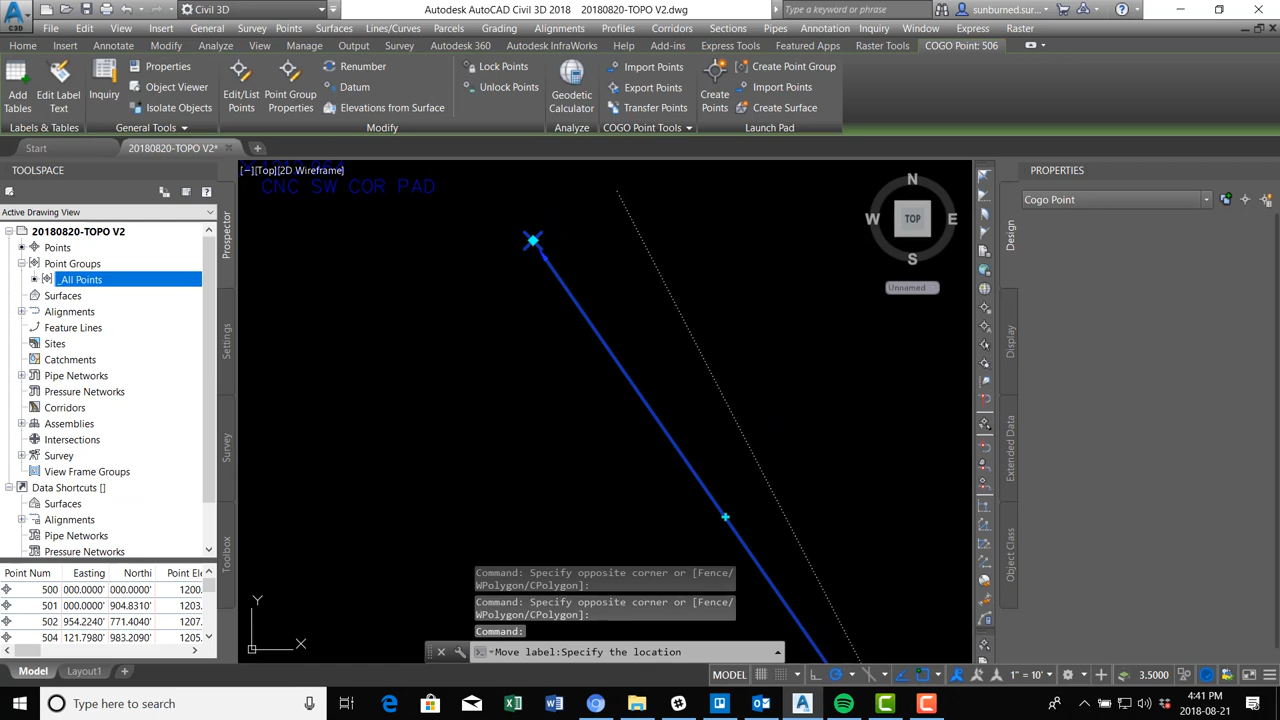 Civil 3D
Autodesk AutoCAD Civil 3D 2018 20180820-TOPO V2.dwg
Type a keyword or phrase
sunburned.sur...
File Edit View Insert General Survey Points Surfaces Lines/Curves Parcels Grading Alignments Profiles Corridors Sections Pipes Annotation Inquiry Window Express Raster
Home Insert Annotate Modify Analyze View Manage Output Survey Autodesk 360 Autodesk InfraWorks Help Add-ins Express Tools Featured Apps Raster Tools COGO Point: 506
Add Tables
Edit Label Text
Labels & Tables
Inquiry
Properties
Object Viewer
Isolate Objects
General Tools
Edit/List Points
Point Group Properties
Renumber
Datum
Elevations from Surface
Modify
Lock Points
Unlock Points
Geodetic Calculator
Analyze
Import Points
Export Points
Transfer Points
COGO Point Tools
Create Points
Create Point Group
Import Points
Create Surface
Launch Pad
Start
20180820-TOPO V2*
TOOLSPACE
Active Drawing View
20180820-TOPO V2
Points
Point Groups
_All Points
Surfaces
Alignments
Feature Lines
Sites
Catchments
Pipe Networks
Pressure Networks
Corridors
Assemblies
Intersections
Survey
View Frame Groups
Data Shortcuts []
Surfaces
Alignments
Pipe Networks
Pressure Networks
Point Num Easting Northi Point Ele
500 000.0000' 000.0000' 1200.
501 000.0000' 904.8310' 1203.
502 954.2240' 771.4040' 1207.
504 121.7980' 983.2090' 1205.
Prospector
Settings
Survey
Toolbox
[−][Top][2D Wireframe]
CNC SW COR PAD
N
W
TOP
E
S
Unnamed
X
Y
Command: Specify opposite corner or [Fence/
WPolygon/CPolygon]:
Command: Specify opposite corner or [Fence/
WPolygon/CPolygon]:
Command:
Move label:Specify the location
PROPERTIES
Cogo Point
Design
Display
Extended Data
Object Class
Model
Layout1
MODEL
1" = 10'
3.5000
Type here to search
4:41 PM
2018-08-21